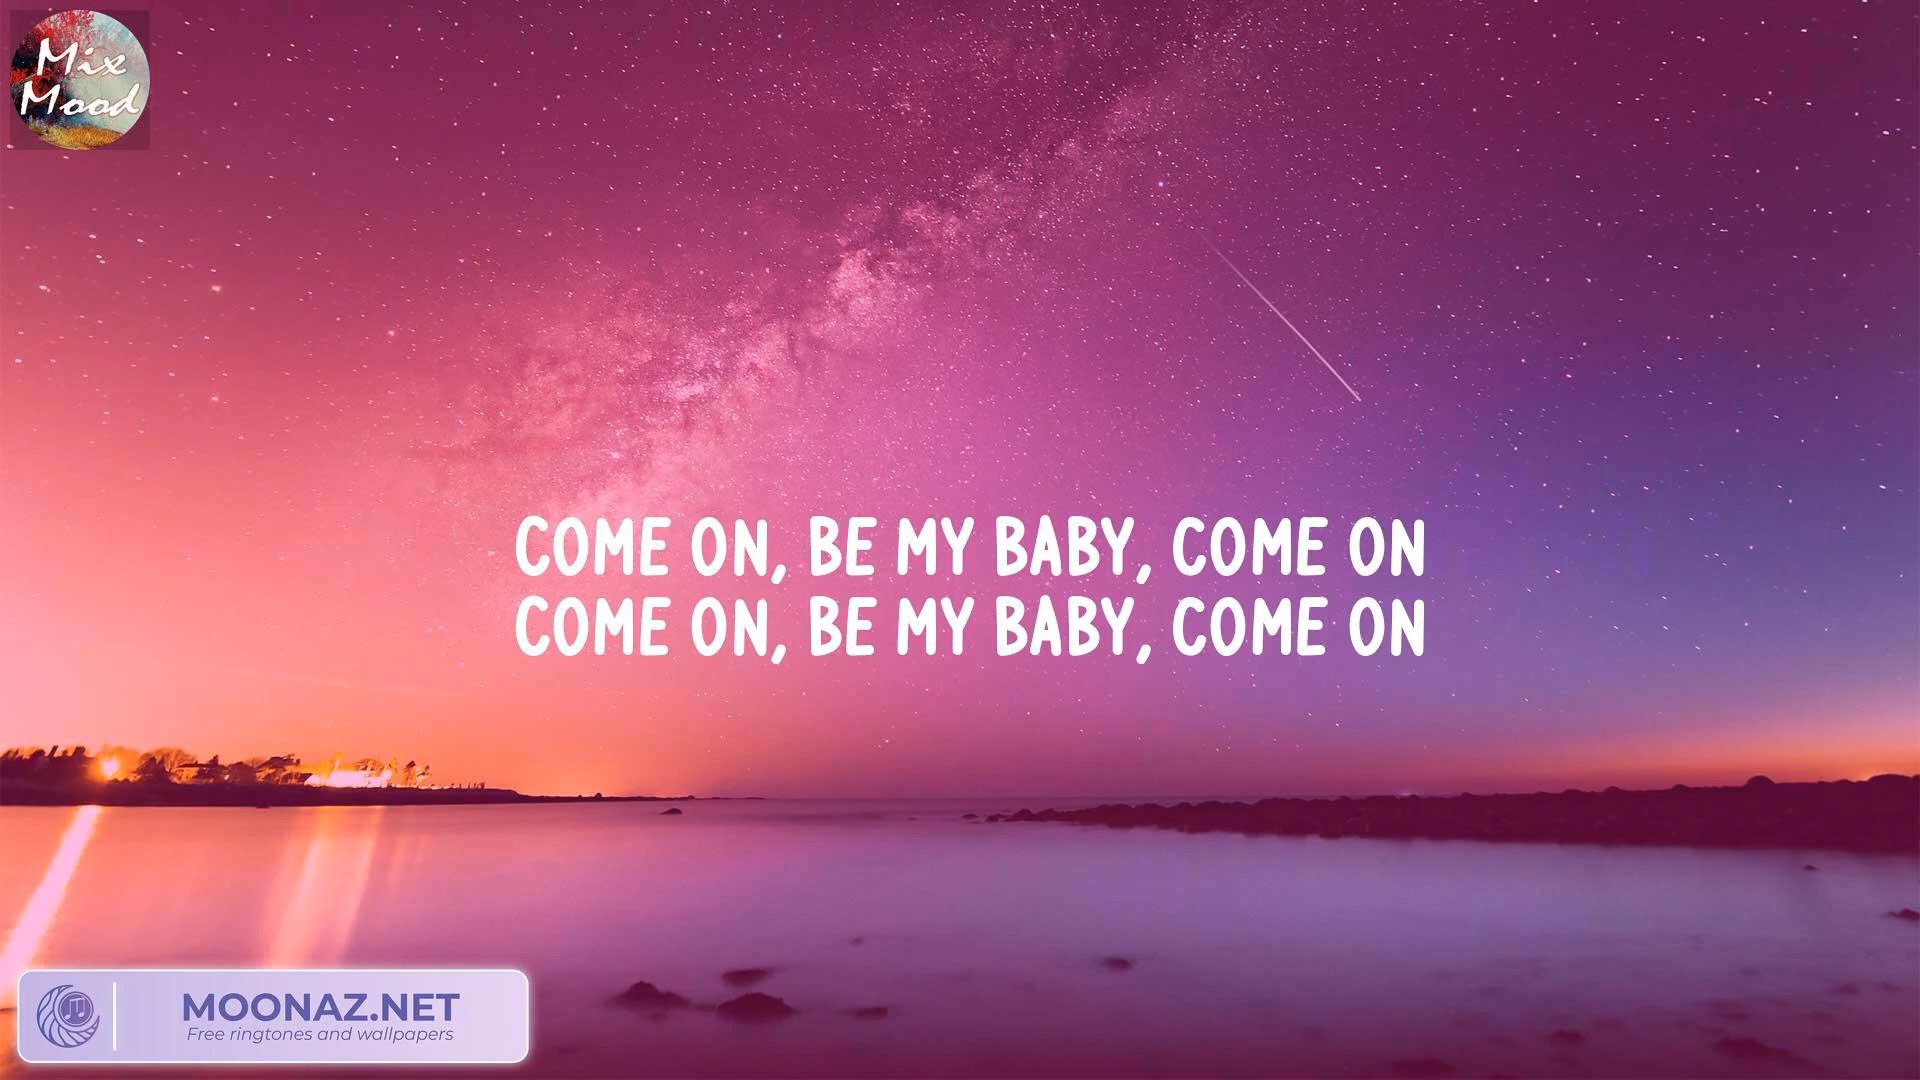 Mix
Mood
COME ON, BE MY BABY, COME ON
COME ON, BE MY BABY, COME ON
MOONAZ.NET
Free ringtones and wallpapers